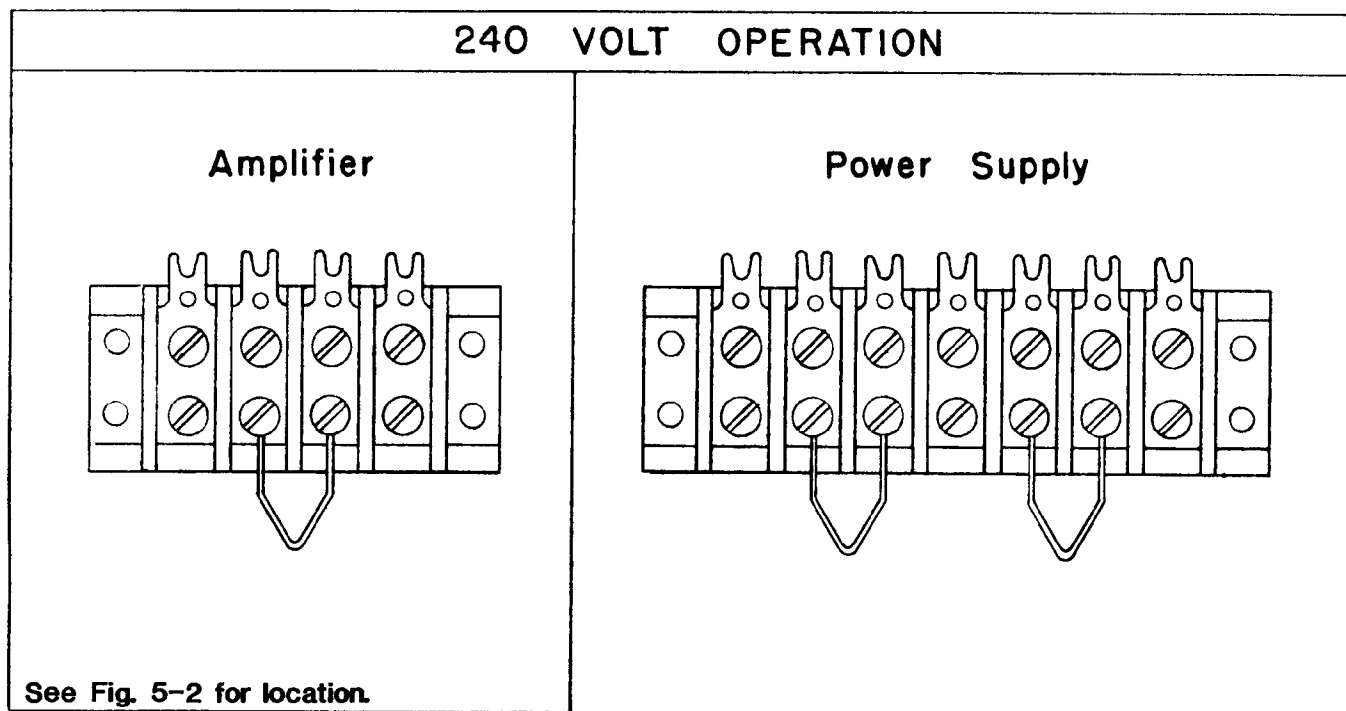 240 VOLT OPERATION
Amplifier
Power Supply
See Fig. 5-2 for location.